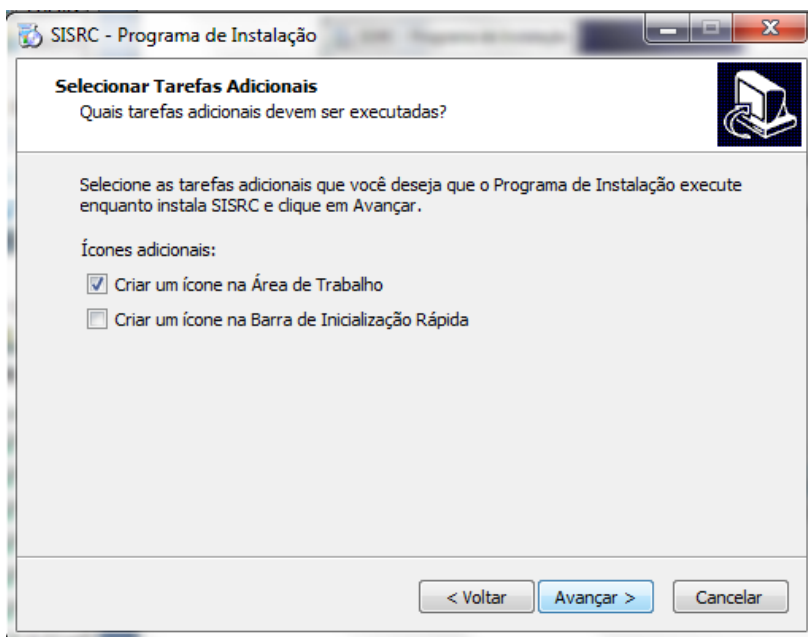 SISRC - Programa de Instalação
Selecionar Tarefas Adicionais
Quais tarefas adicionais devem ser executadas?
Selecione as tarefas adicionais que você deseja que o Programa de Instalação execute
enquanto instala SISRC e clique em Avançar.
Ícones adicionais:
Criar um ícone na Área de Trabalho
Criar um ícone na Barra de Inicialização Rápida
< Voltar
Avançar >
Cancelar